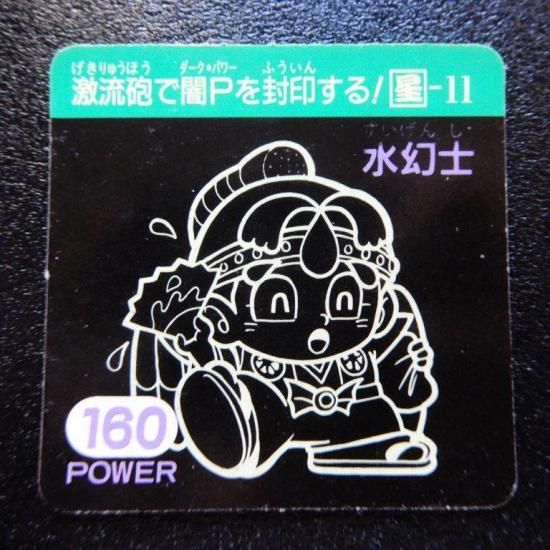 げきりゅうほう ダーク・パワー ふういん
激流砲で闇Pを封印する! 星-11
すいげんし
水幻士
160
POWER